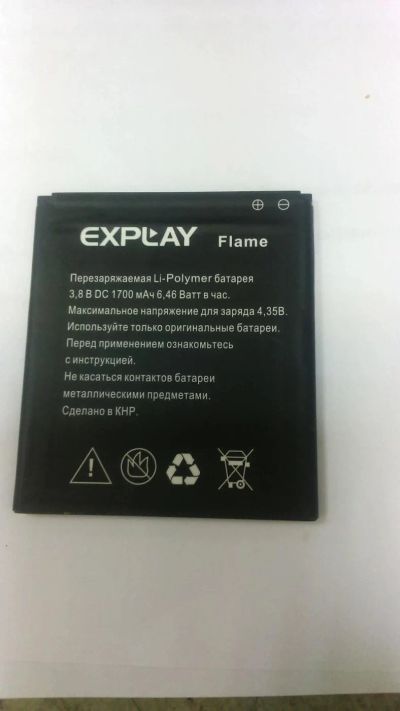 EXPLAY Flame
Перезаряжаемая Li-Polymer батарея
3,8 В DC 1700 мАч 6,46 Ватт в час.
Максимальное напряжение для заряда 4,35В.
Используйте только оригинальные батареи.
Перед применением ознакомьтесь
с инструкцией.
Не касаться контактов батареи
металлическими предметами.
Сделано в КНР.